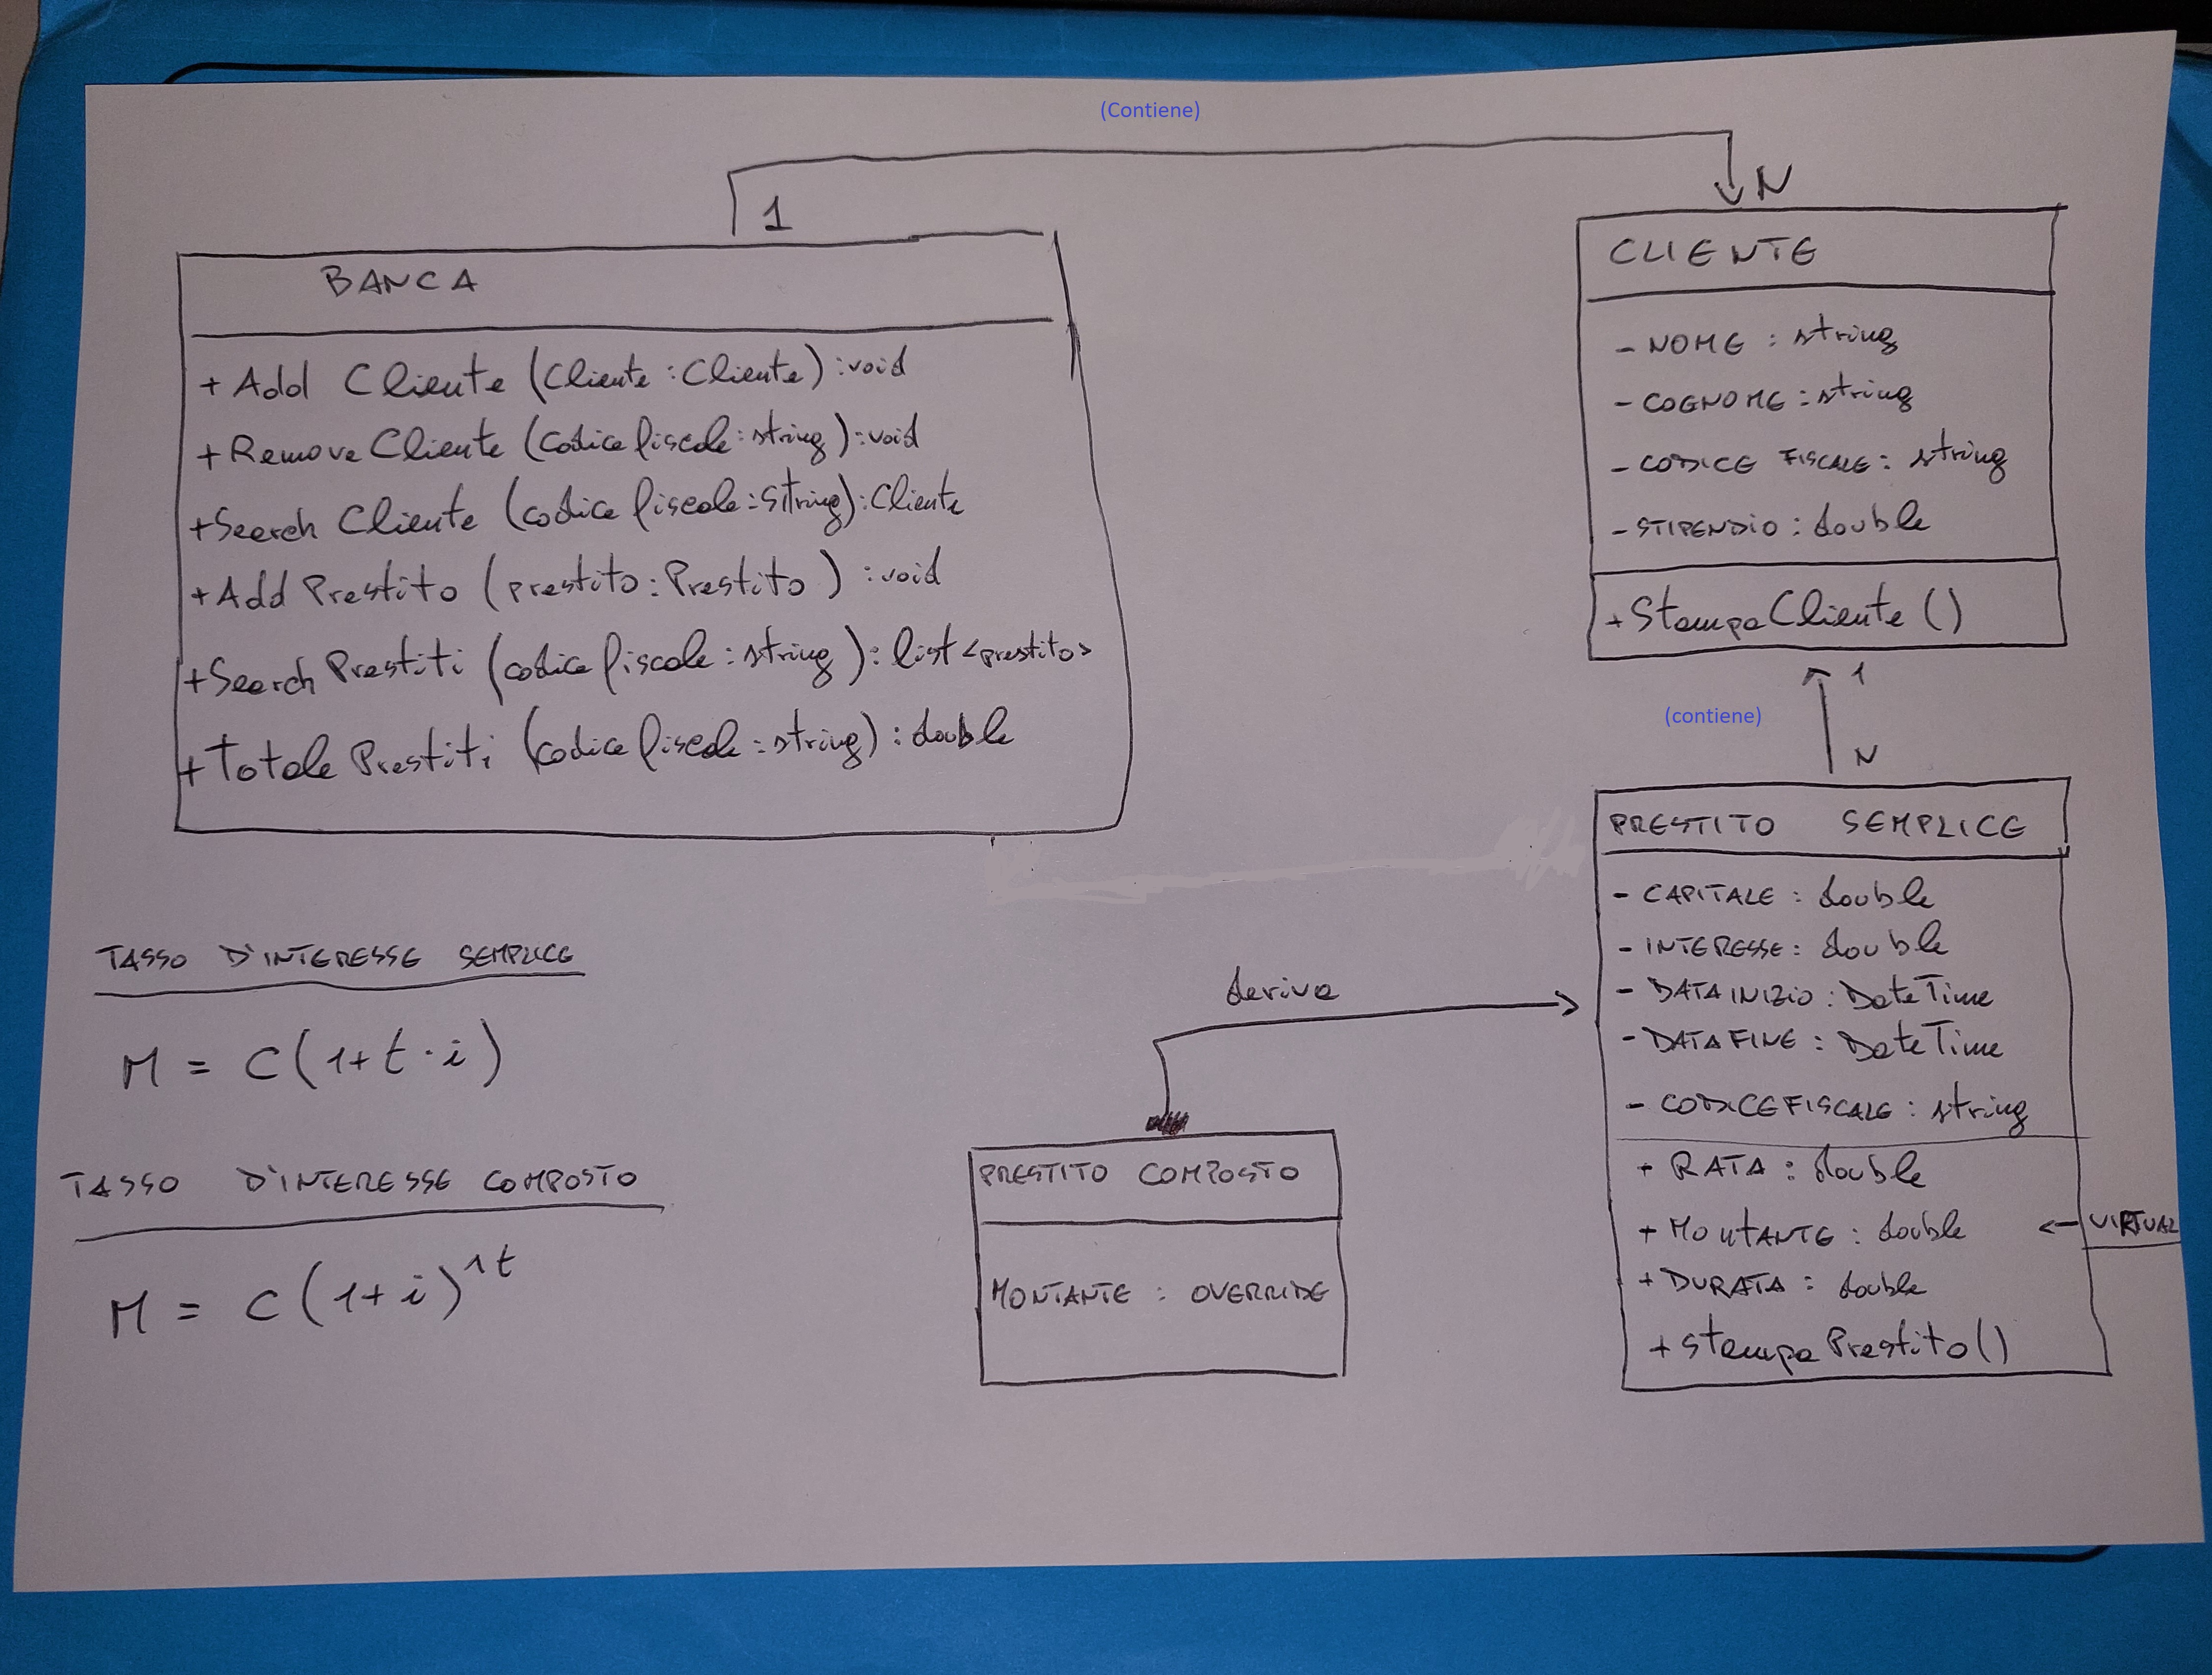 (Contiene)
1
N
BANCA
+ Add Cliente (Cliente : Cliente) : void
+ Remove Cliente (codice fiscale : string) : void
+ Search Cliente (codice fiscale : string) : Cliente
+ Add Prestito (prestito : Prestito) : void
+ Search Prestiti (codice fiscale : string) : list <prestito>
+ Totale Prestiti (codice fiscale : string) : double
CLIENTE
- NOME : string
- COGNOME : string
- CODICE FISCALE : string
- STIPENDIO : double
+ Stampa Cliente ()
1
(contiene)
N
PRESTITO SEMPLICE
- CAPITALE : double
- INTERESSE : double
- DATA INIZIO : DateTime
- DATA FINE : DateTime
- CODICE FISCALE : string
+ RATA : double
+ MONTANTE : double ← VIRTUAL
+ DURATA : double
+ stampa Prestito ()
deriva
PRESTITO COMPOSTO
MONTANTE : OVERRIDE
TASSO D'INTERESSE SEMPLICE
M = C (1 + t · i)
TASSO D'INTERESSE COMPOSTO
M = C (1 + i)^1t